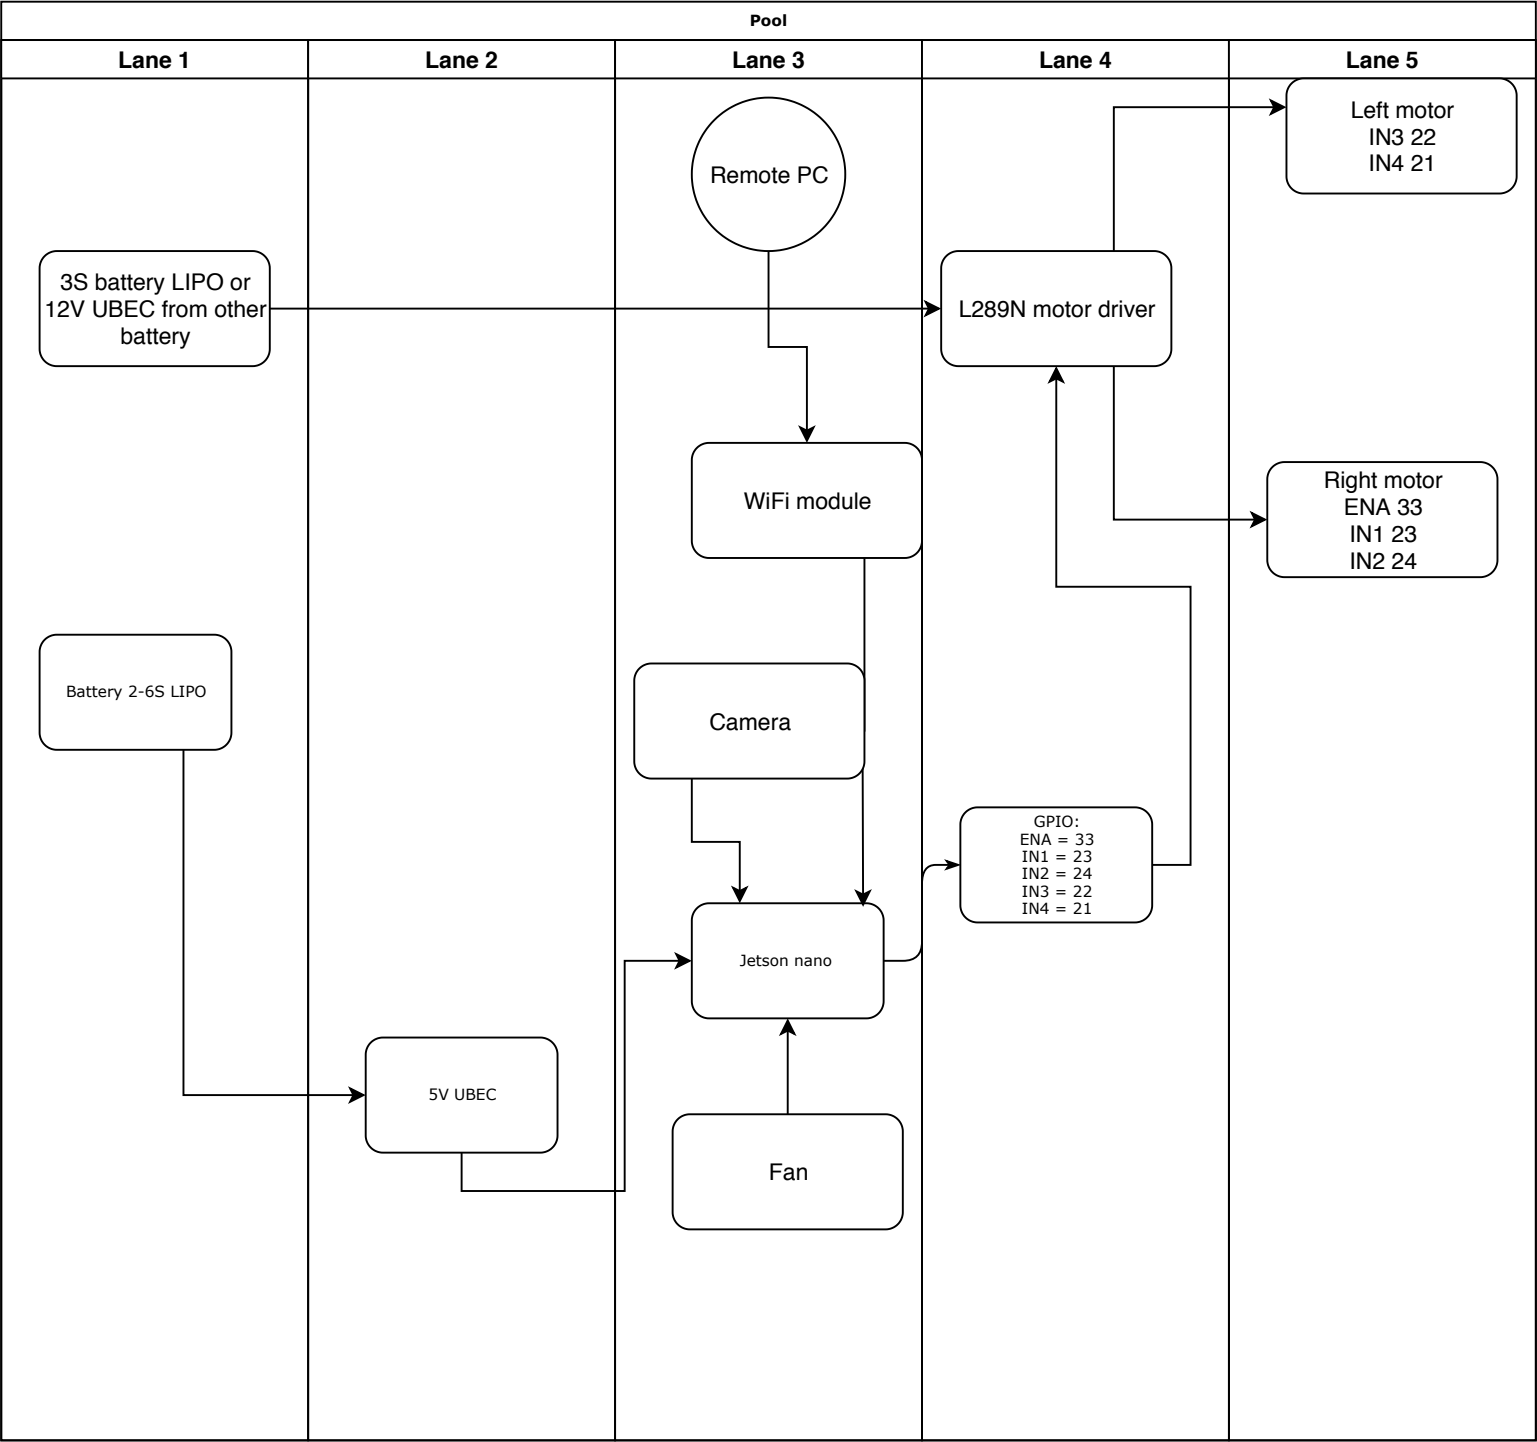 Pool
Lane 1
Lane 2
Lane 3
Lane 4
Lane 5
Left motor
IN3 22
IN4 21
Remote PC
3S battery LIPO or
12V UBEC from other
battery
L289N motor driver
WiFi module
Right motor
ENA 33
IN1 23
IN2 24
Battery 2-6S LIPO
Camera
GPIO:
ENA = 33
IN1 = 23
IN2 = 24
IN3 = 22
IN4 = 21
Jetson nano
5V UBEC
Fan